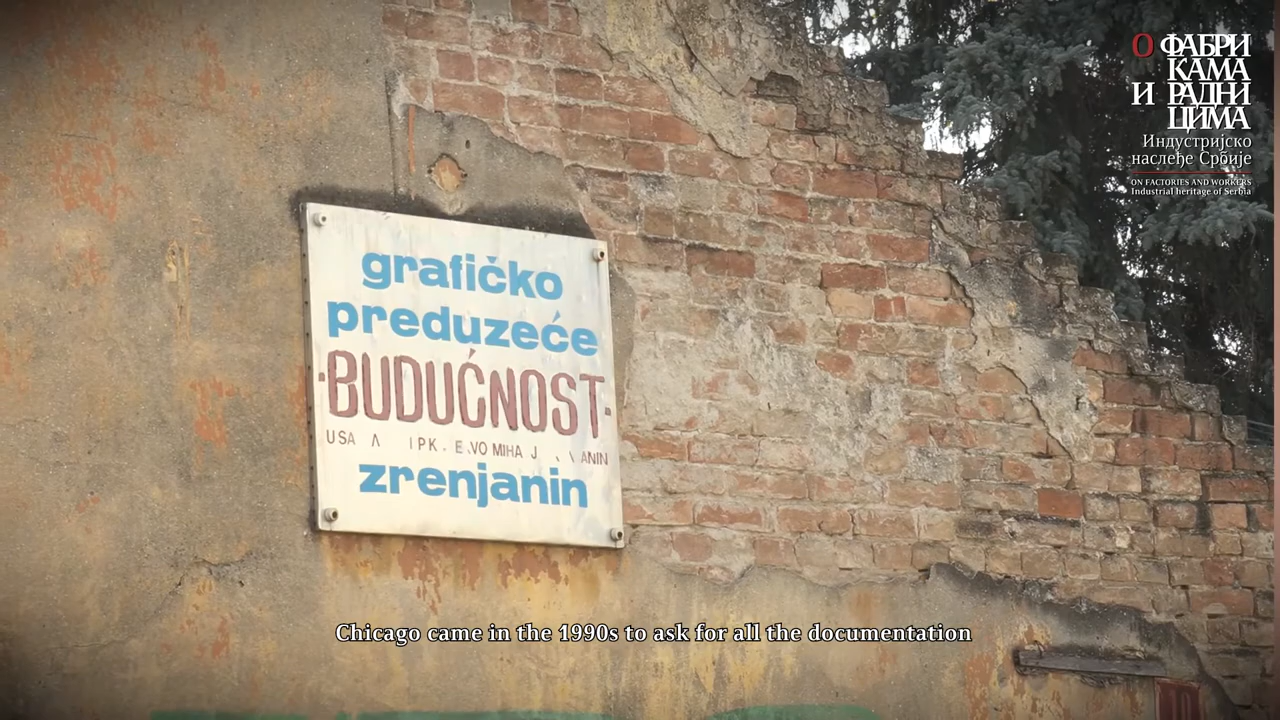 О ФАБРИ
КАМА
И РАДНИ
ЦИМА
Индустријско
наслеђе Србије
ON FACTORIES AND WORKERS
Industrial heritage of Serbia
grafičko
preduzeće
·BUDUĆNOST·
zrenjanin
Chicago came in the 1990s to ask for all the documentation